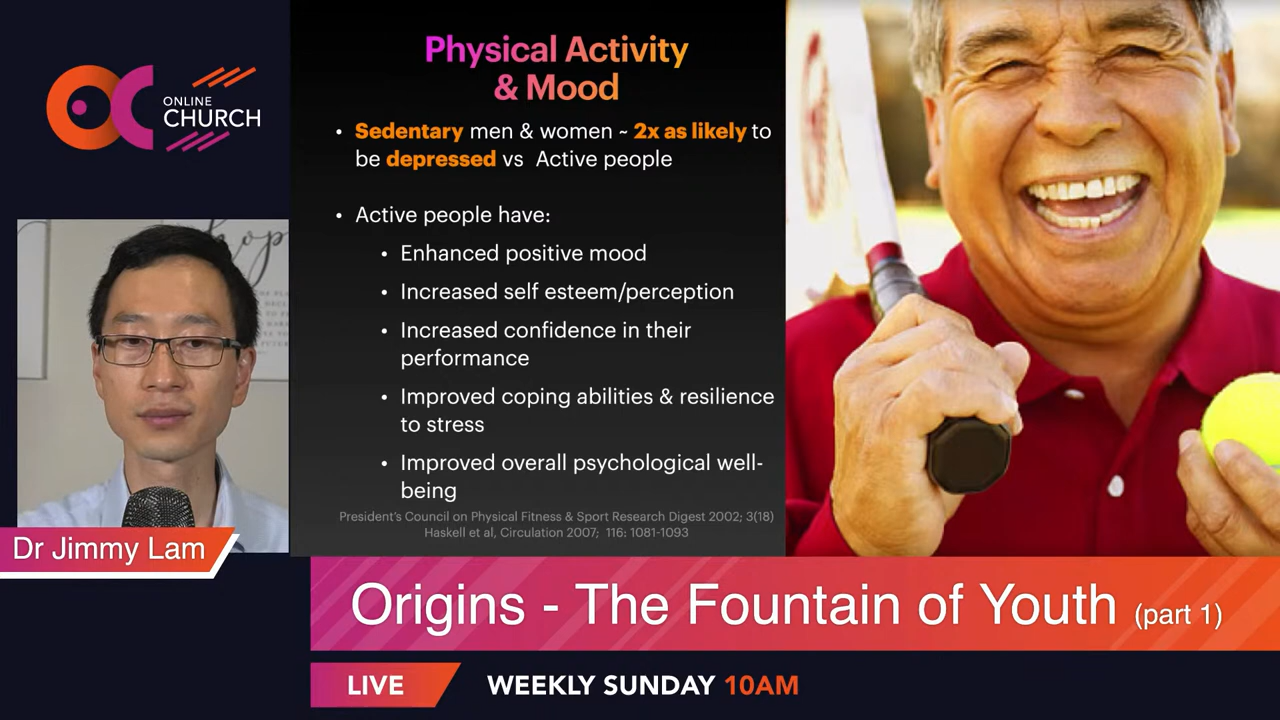 ONLINE
CHURCH
Physical Activity
& Mood
• Sedentary men & women ~ 2x as likely to
be depressed vs Active people
• Active people have:
• Enhanced positive mood
• Increased self esteem/perception
• Increased confidence in their
performance
• Improved coping abilities & resilience
to stress
• Improved overall psychological well-
being
President's Council on Physical Fitness & Sport Research Digest 2002; 3(18)
Haskell et al, Circulation 2007; 116: 1081-1093
Dr Jimmy Lam
Origins - The Fountain of Youth (part 1)
LIVE
WEEKLY SUNDAY 10AM